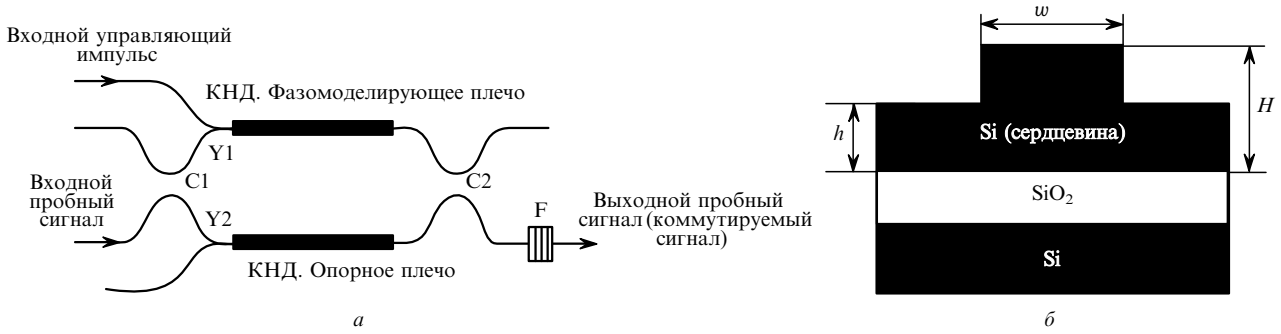 Входной управляющий
импульс
КНД. Фазомоделирующее плечо
Y1
C1
C2
Входной
пробный
сигнал
Y2
F
Выходной пробный
сигнал (коммутируемый
сигнал)
КНД. Опорное плечо
а
w
H
h
Si (сердцевина)
SiO₂
Si
б